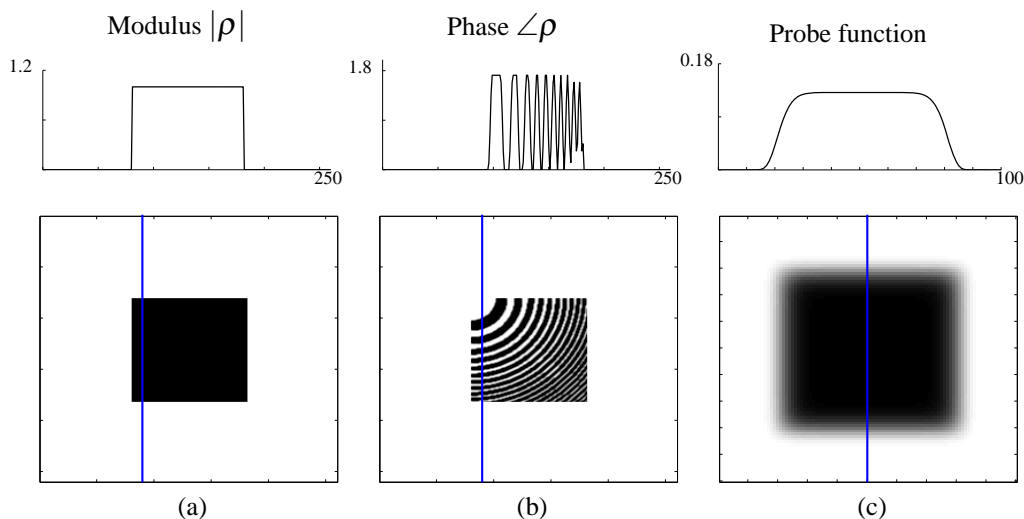 Modulus |ρ|
Phase ∠ρ
Probe function
1.2
1.8
0.18
250
250
100
(a)
(b)
(c)